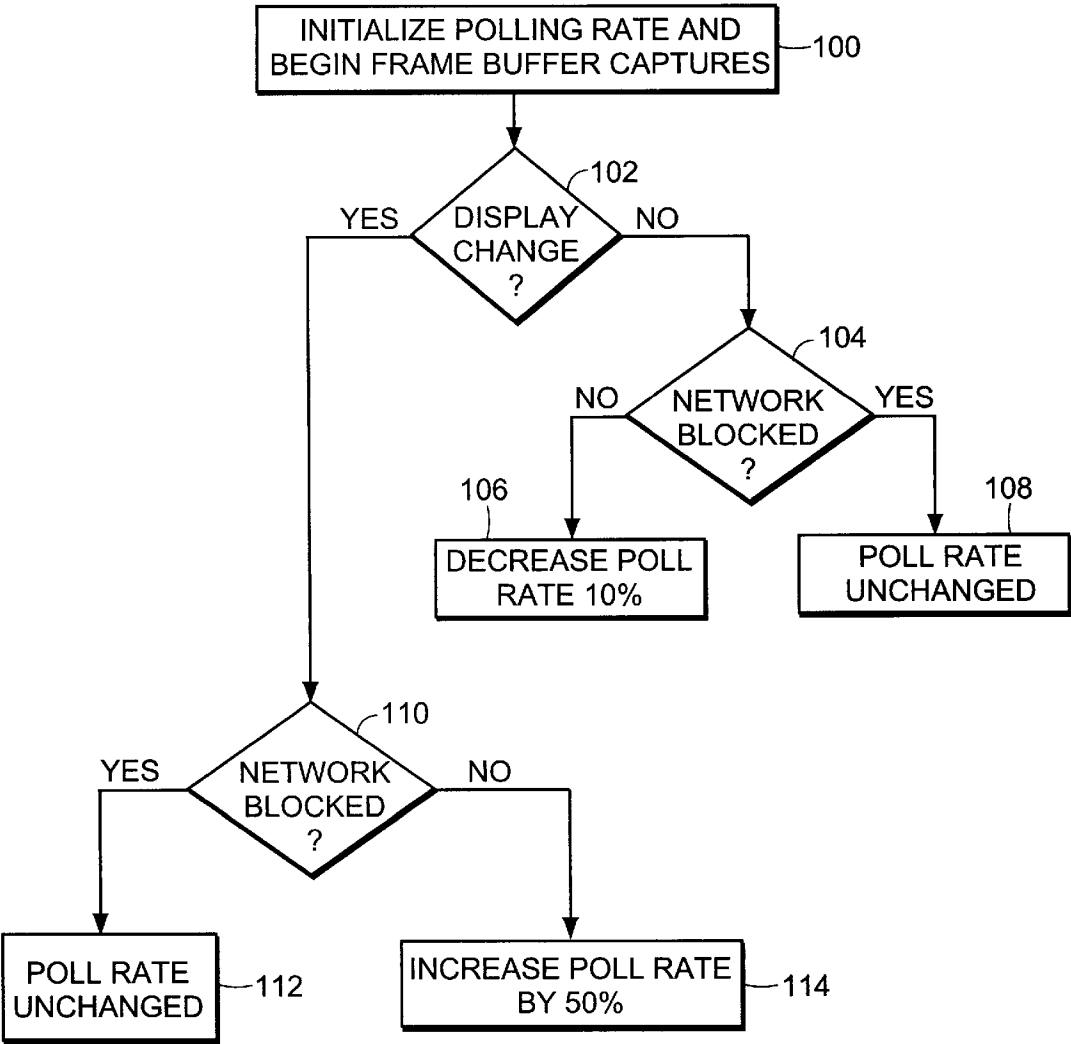 INITIALIZE POLLING RATE AND
BEGIN FRAME BUFFER CAPTURES
100
102
DISPLAY
CHANGE
?
YES
NO
104
NETWORK
BLOCKED
?
NO
YES
106
DECREASE POLL
RATE 10%
108
POLL RATE
UNCHANGED
110
NETWORK
BLOCKED
?
YES
NO
POLL RATE
UNCHANGED
112
INCREASE POLL RATE
BY 50%
114